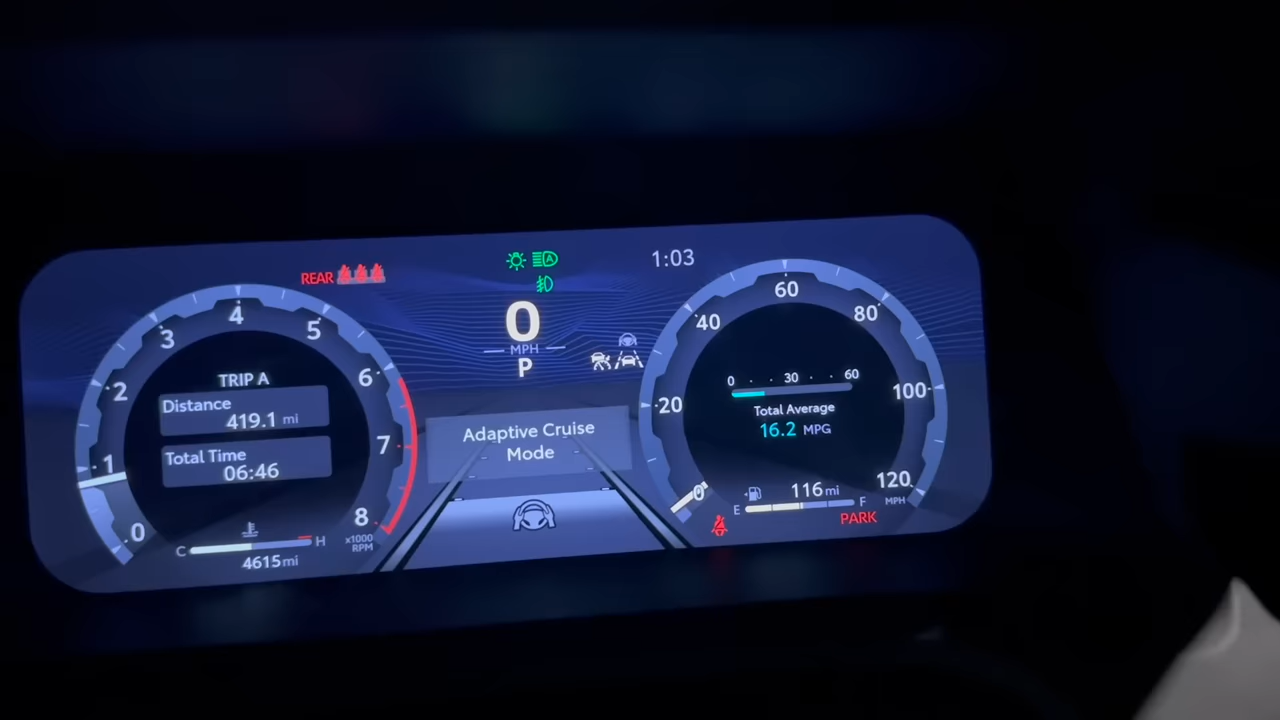 REAR
1:03
0
MPH
P
TRIP A
Distance
419.1 mi
Total Time
06:46
0
1
2
3
4
5
6
7
8
x1000
RPM
C H
4615mi
Adaptive Cruise
Mode
0
20
40
60
80
100
120
MPH
0 30 60
Total Average
16.2 MPG
116mi
E F
PARK
A